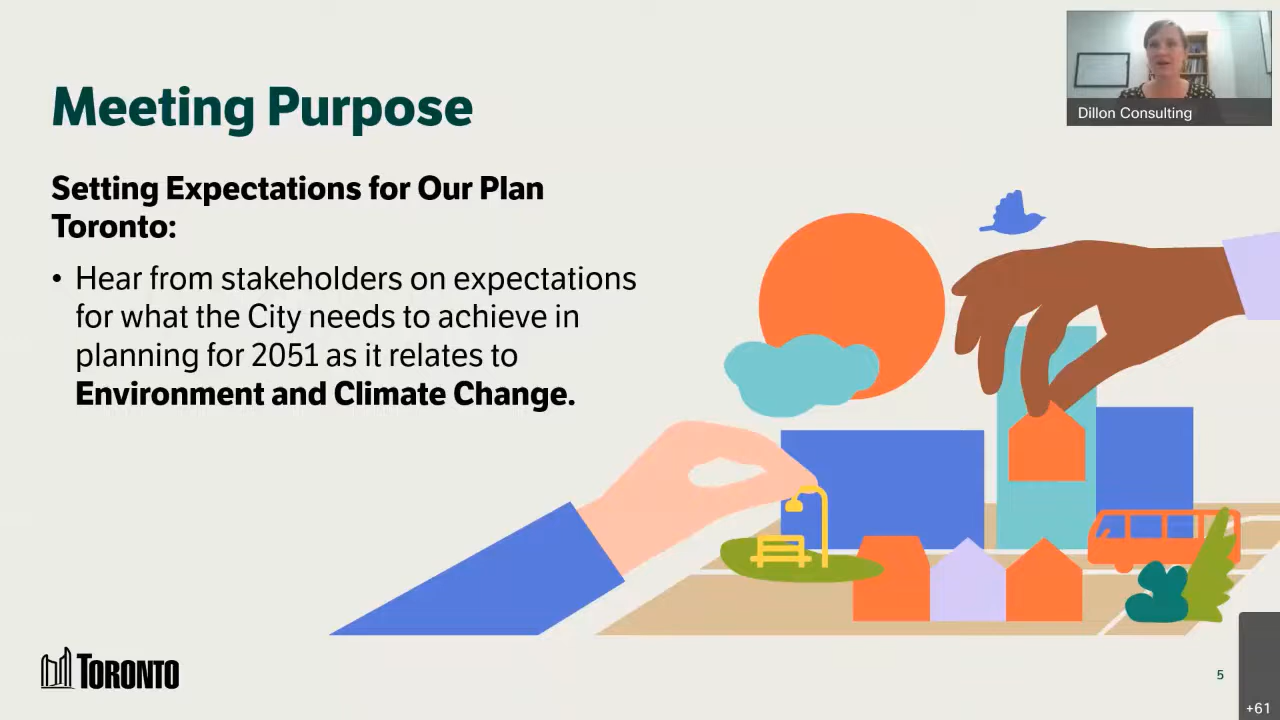 Meeting Purpose
Setting Expectations for Our Plan
Toronto:
• Hear from stakeholders on expectations
for what the City needs to achieve in
planning for 2051 as it relates to
Environment and Climate Change.
Dillon Consulting
TORONTO
5
+61